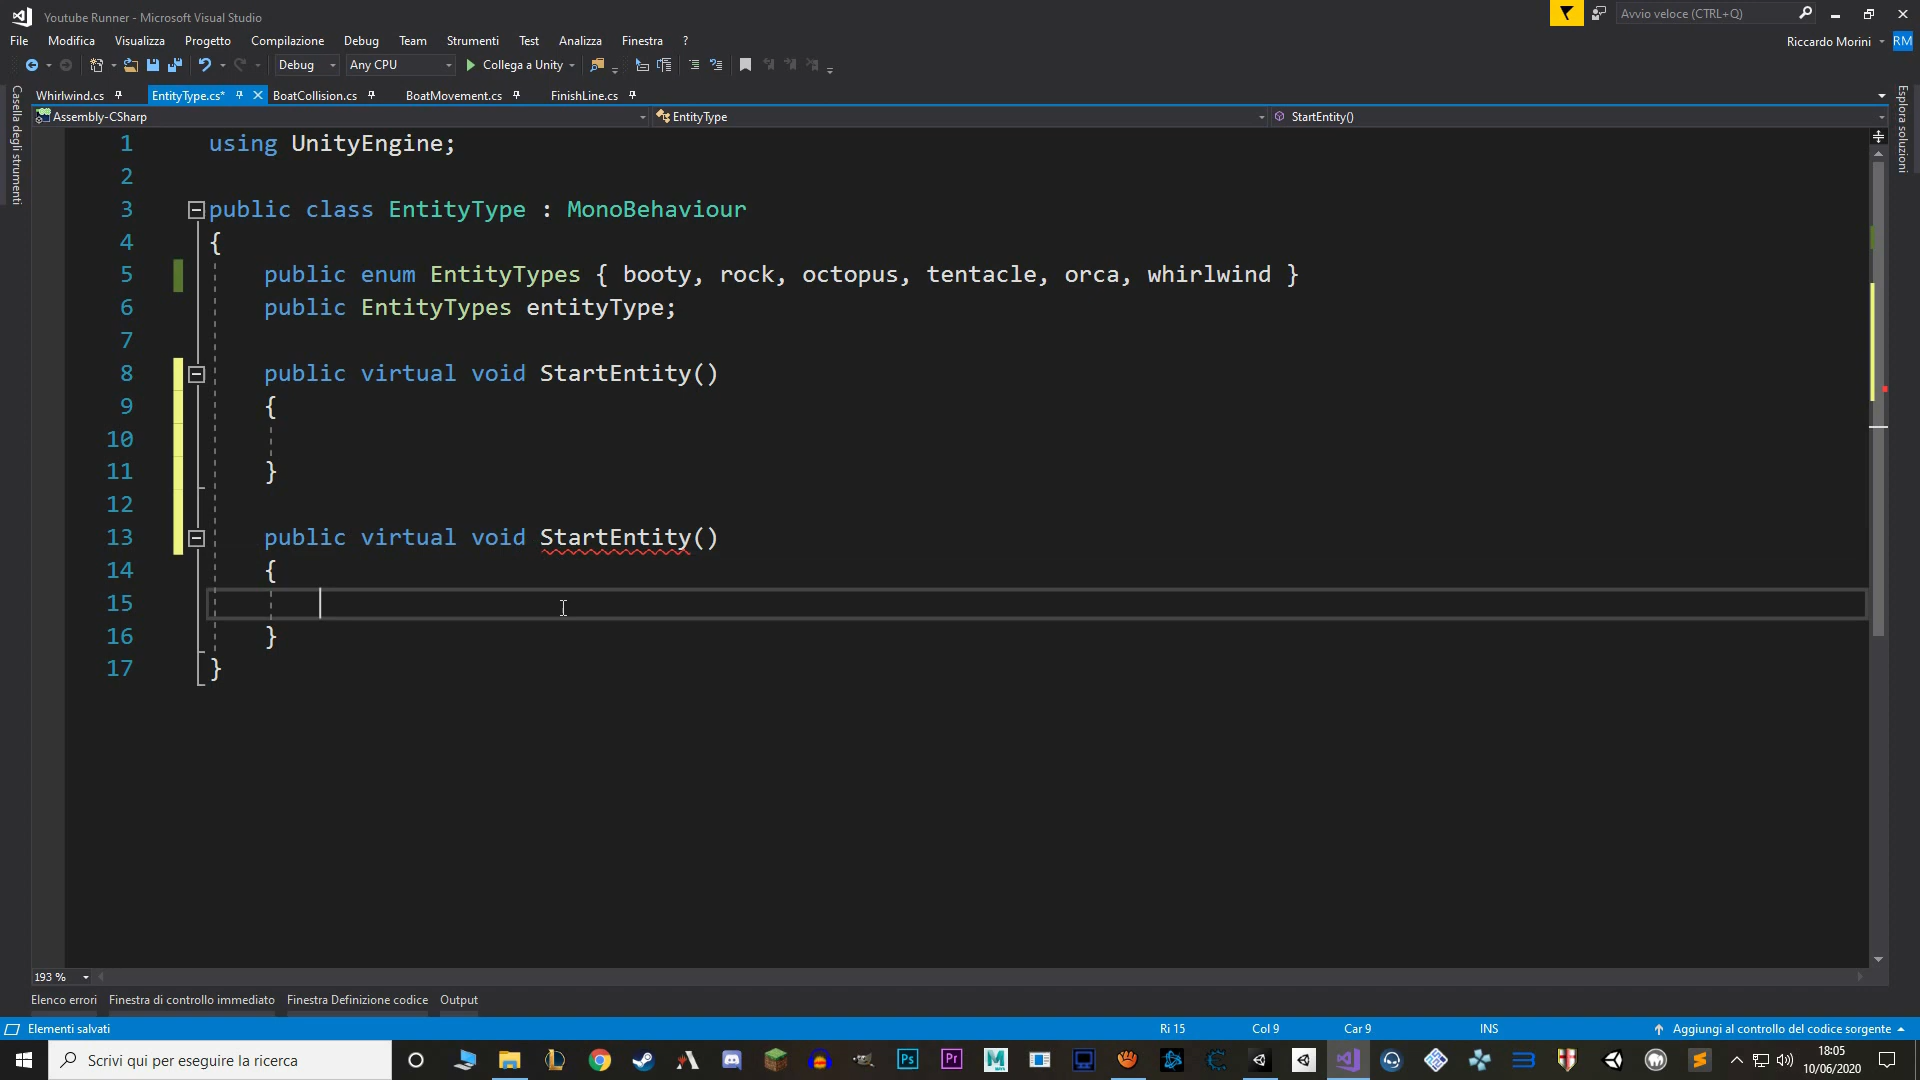 Youtube Runner - Microsoft Visual Studio
Avvio veloce (CTRL+Q)
File Modifica Visualizza Progetto Compilazione Debug Team Strumenti Test Analizza Finestra ?
Riccardo Morini RM
Debug Any CPU Collega a Unity
Whirlwind.cs EntityType.cs* BoatCollision.cs BoatMovement.cs FinishLine.cs
Assembly-CSharp EntityType StartEntity()
Casella degli strumenti
Esplora soluzioni
1 using UnityEngine;
2
3 public class EntityType : MonoBehaviour
4 {
5 public enum EntityTypes { booty, rock, octopus, tentacle, orca, whirlwind }
6 public EntityTypes entityType;
7
8 public virtual void StartEntity()
9 {
10
11 }
12
13 public virtual void StartEntity()
14 {
15
16 }
17 }
193 %
Elenco errori Finestra di controllo immediato Finestra Definizione codice Output
Elementi salvati Ri 15 Col 9 Car 9 INS Aggiungi al controllo del codice sorgente
Scrivi qui per eseguire la ricerca
Ps Pr M
18:05
10/06/2020